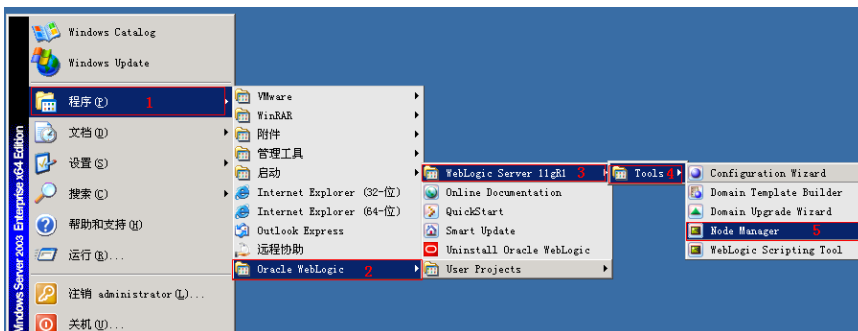 Windows Catalog
Windows Update
程序(P) 1
文档(D)
设置(S)
搜索(C)
帮助和支持(H)
运行(R)...
注销 administrator(L)...
关机(U)...
Windows Server 2003 Enterprise x64 Edition
VMware
WinRAR
附件
管理工具
启动
Internet Explorer (32-位)
Internet Explorer (64-位)
Outlook Express
远程协助
Oracle WebLogic 2
WebLogic Server 11gR1 3
Online Documentation
QuickStart
Smart Update
Uninstall Oracle WebLogic
User Projects
Tools 4
Configuration Wizard
Domain Template Builder
Domain Upgrade Wizard
Node Manager 5
WebLogic Scripting Tool